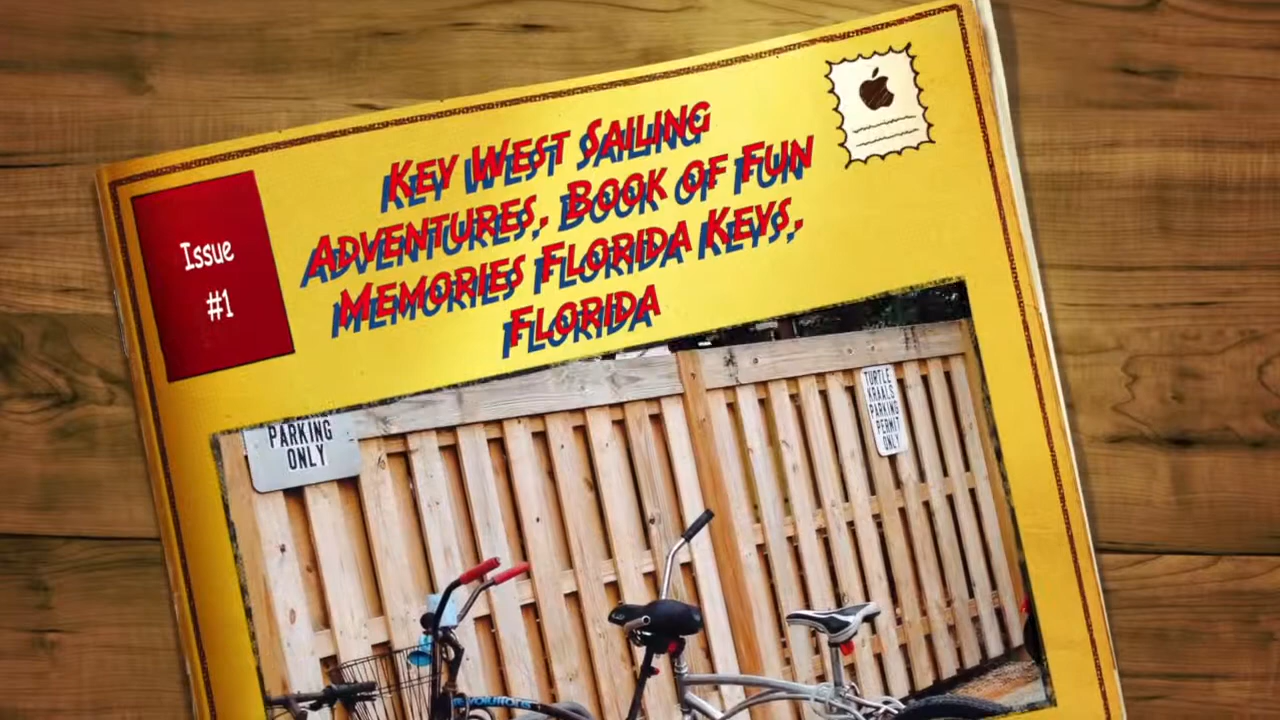 Issue
#1
Key West Sailing
Adventures, Book of Fun
Memories Florida Keys,
Florida
PARKING
ONLY
TURTLE
KRAALS
PARKING
PERMIT
ONLY
REVOLUTIONS